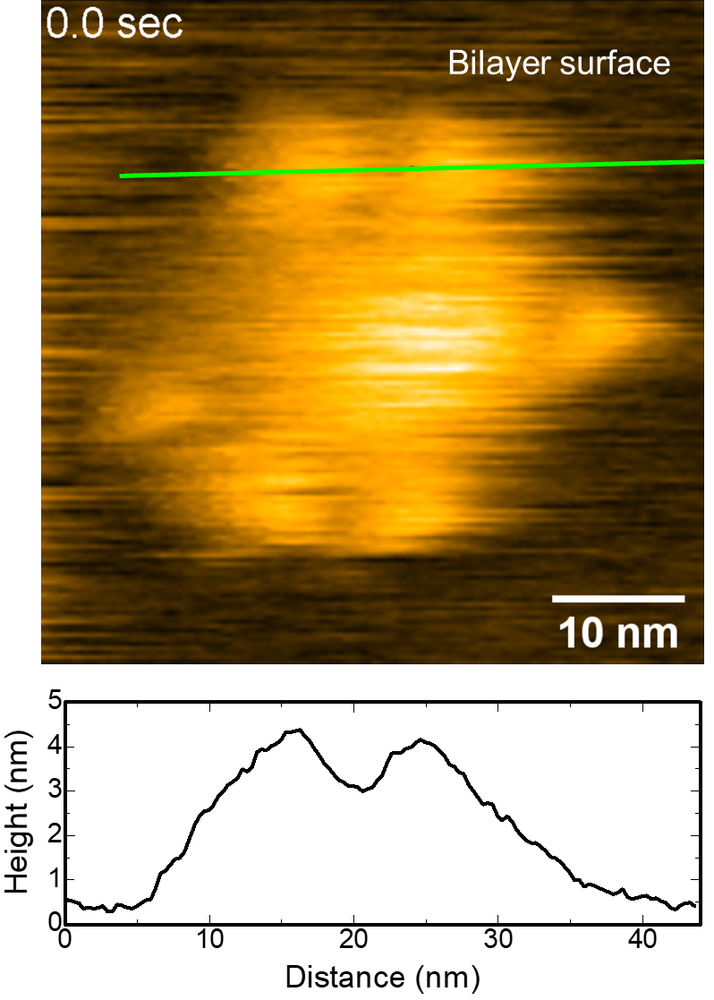 0.0 sec
Bilayer surface
10 nm
5
4
3
2
1
0
0 10 20 30 40
Height (nm)
Distance (nm)